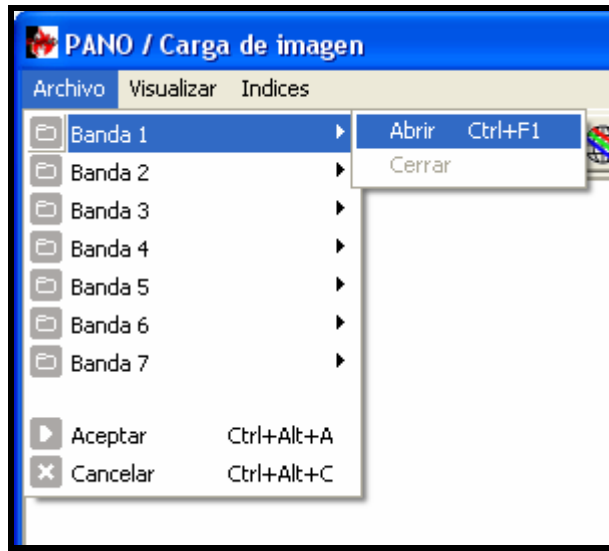 PANO / Carga de imagen
Archivo Visualizar Indices
Banda 1
Abrir Ctrl+F1
Banda 2
Cerrar
Banda 3
Banda 4
Banda 5
Banda 6
Banda 7
Aceptar Ctrl+Alt+A
Cancelar Ctrl+Alt+C